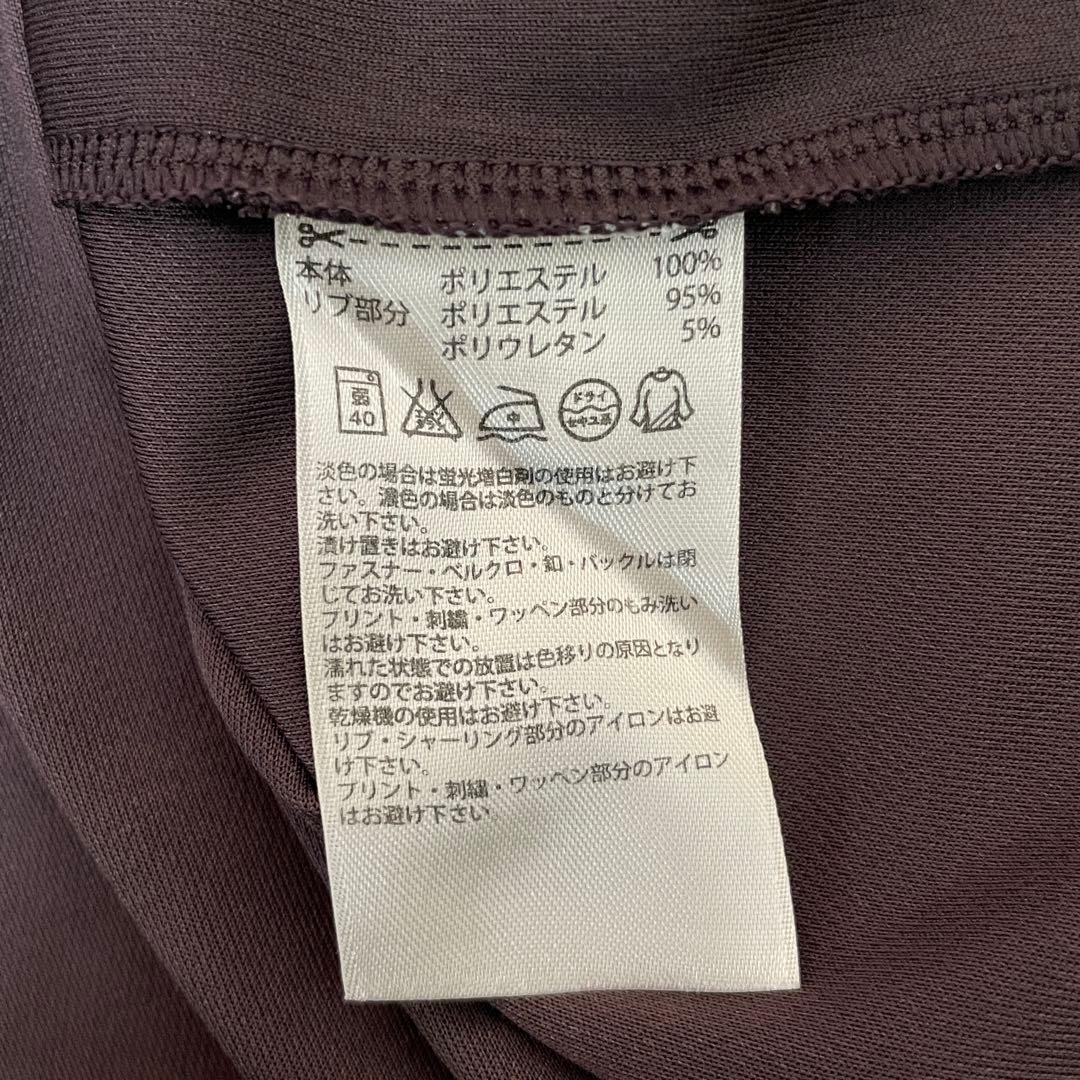 本体 ポリエステル 100%
リブ部分 ポリエステル 95%
ポリウレタン 5%
弱 40 中 ドライ セキユ系
淡色の場合は蛍光増白剤の使用はお避け下
さい。濃色の場合は淡色のものと分けてお
洗い下さい。
漬け置きはお避け下さい。
ファスナー・ベルクロ・釦・バックルは閉
じてお洗い下さい。
プリント・刺繍・ワッペン部分のもみ洗い
はお避け下さい。
濡れた状態での放置は色移りの原因となり
ますのでお避け下さい。
乾燥機の使用はお避け下さい。
リブ・シャーリング部分のアイロンはお避
け下さい。
プリント・刺繍・ワッペン部分のアイロン
はお避け下さい